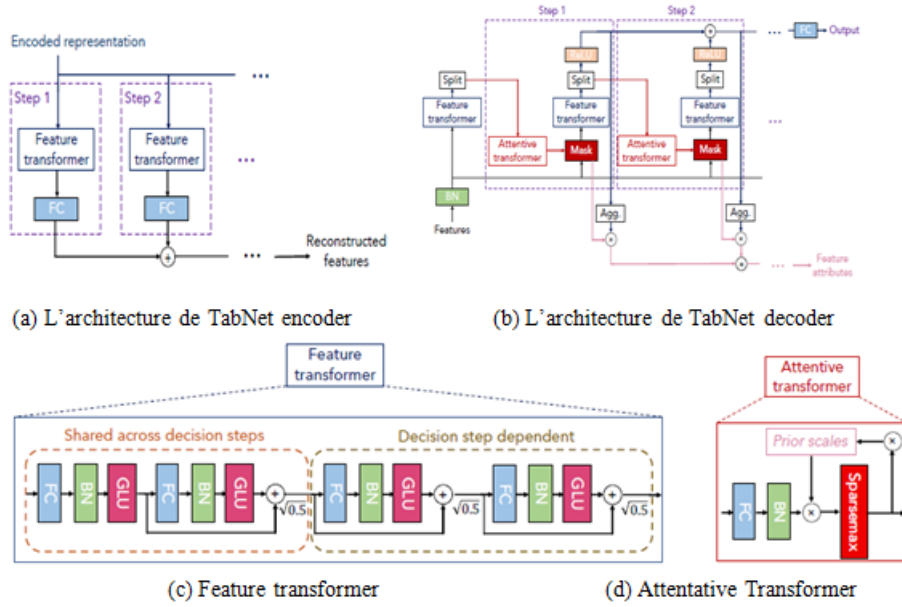 Encoded representation
...
Step 1
Step 2
Feature
transformer
Feature
transformer
...
FC
FC
+
...
Reconstructed
features
(a) L'architecture de TabNet encoder
Step 1
Step 2
...
FC
Output
ReLU
ReLU
Split
Split
Split
Feature
transformer
Feature
transformer
Feature
transformer
...
Attentive
transformer
Mask
Attentive
transformer
Mask
BN
Features
Agg.
Agg.
...
Feature
attributes
(b) L'architecture de TabNet decoder
Feature
transformer
Shared across decision steps
Decision step dependent
FC
BN
GLU
FC
BN
GLU
+
√0.5
FC
BN
GLU
+
√0.5
FC
BN
GLU
+
√0.5
(c) Feature transformer
Attentive
transformer
Prior scales
×
FC
BN
×
Sparsemax
(d) Attentative Transformer